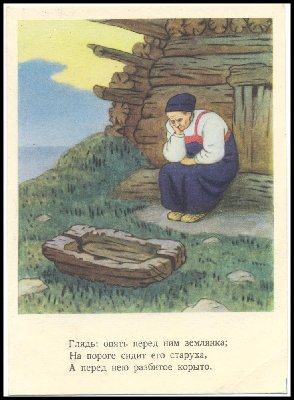 Глядь: опять перед ним землянка;
На пороге сидит его старуха,
А перед нею разбитое корыто.